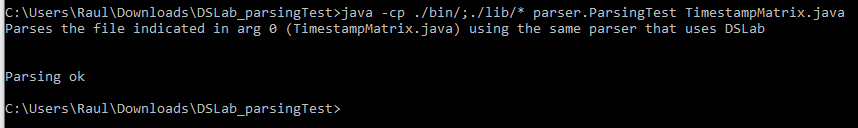 C:\Users\Raul\Downloads\DSLab_parsingTest>java -cp ./bin/;./lib/* parser.ParsingTest TimestampMatrix.java
Parses the file indicated in arg 0 (TimestampMatrix.java) using the same parser that uses DSLab
Parsing ok
C:\Users\Raul\Downloads\DSLab_parsingTest>